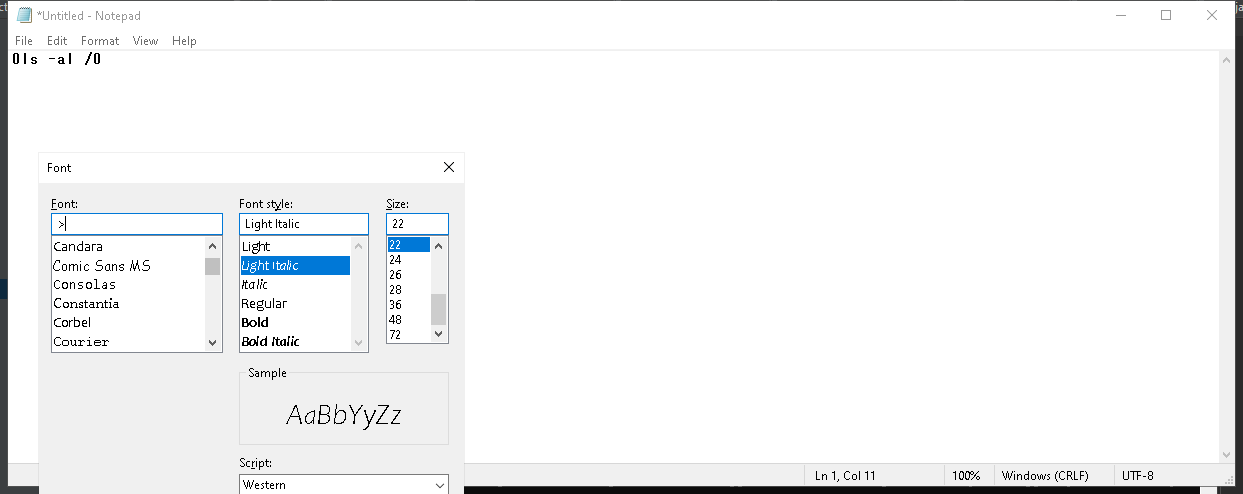 *Untitled - Notepad
File Edit Format View Help
0ls -al /0
Font
Font:
>
Candara
Comic Sans MS
Consolas
Constantia
Corbel
Courier
Font style:
Light Italic
Light
Light Italic
Italic
Regular
Bold
Bold Italic
Size:
22
22
24
26
28
36
48
72
Sample
AaBbYyZz
Script:
Western
Ln 1, Col 11 100% Windows (CRLF) UTF-8